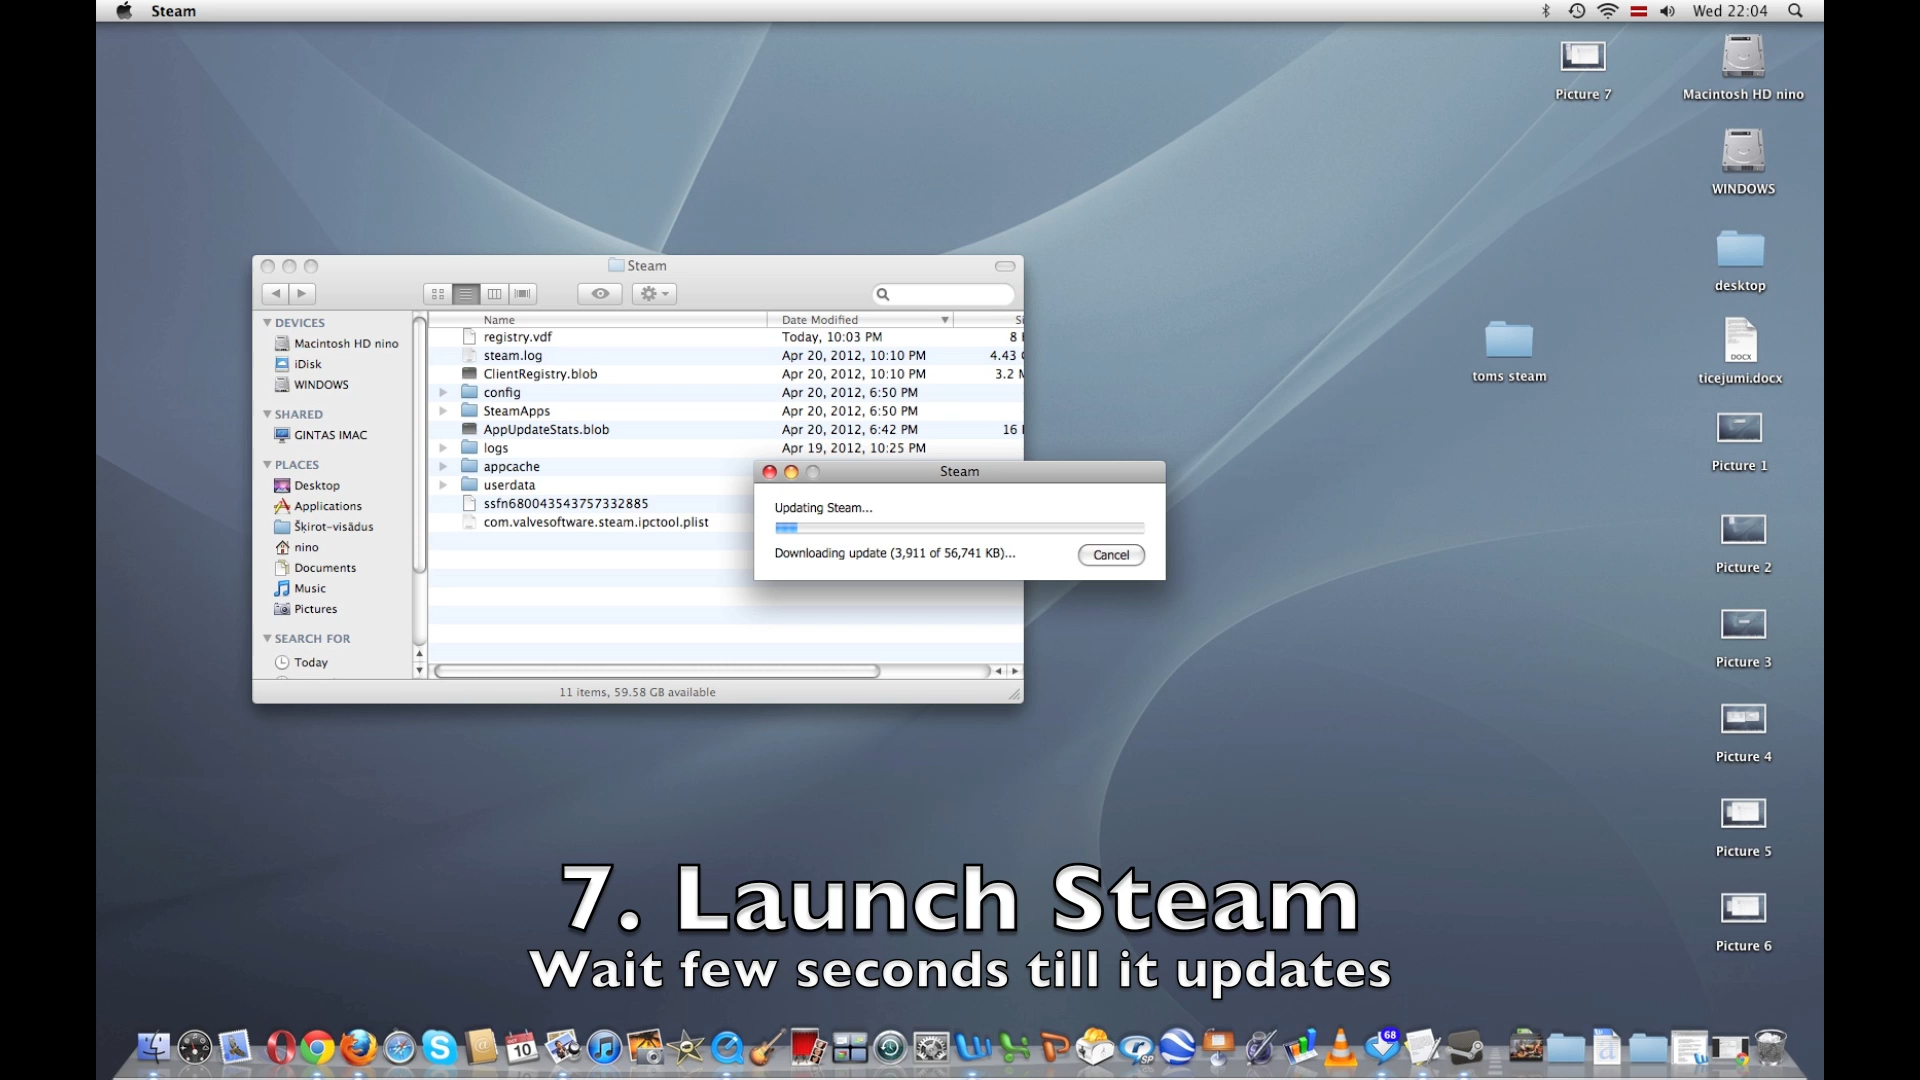 Steam
Wed 22:04
Picture 7
Macintosh HD nino
WINDOWS
desktop
toms steam
DOCX
ticejumi.docx
Picture 1
Picture 2
Picture 3
Picture 4
Picture 5
Picture 6
Steam
DEVICES
Macintosh HD nino
iDisk
WINDOWS
SHARED
GINTAS IMAC
PLACES
Desktop
Applications
Šķirot-visādus
nino
Documents
Music
Pictures
SEARCH FOR
Today
Name Date Modified
registry.vdf Today, 10:03 PM 8
steam.log Apr 20, 2012, 10:10 PM 4.43
ClientRegistry.blob Apr 20, 2012, 10:10 PM 3.2
config Apr 20, 2012, 6:50 PM
SteamApps Apr 20, 2012, 6:50 PM
AppUpdateStats.blob Apr 20, 2012, 6:42 PM 16
logs Apr 19, 2012, 10:25 PM
appcache
userdata
ssfn680043543757332885
com.valvesoftware.steam.ipctool.plist
11 items, 59.58 GB available
Steam
Updating Steam...
Downloading update (3,911 of 56,741 KB)...
Cancel
7. Launch Steam
Wait few seconds till it updates
10
68